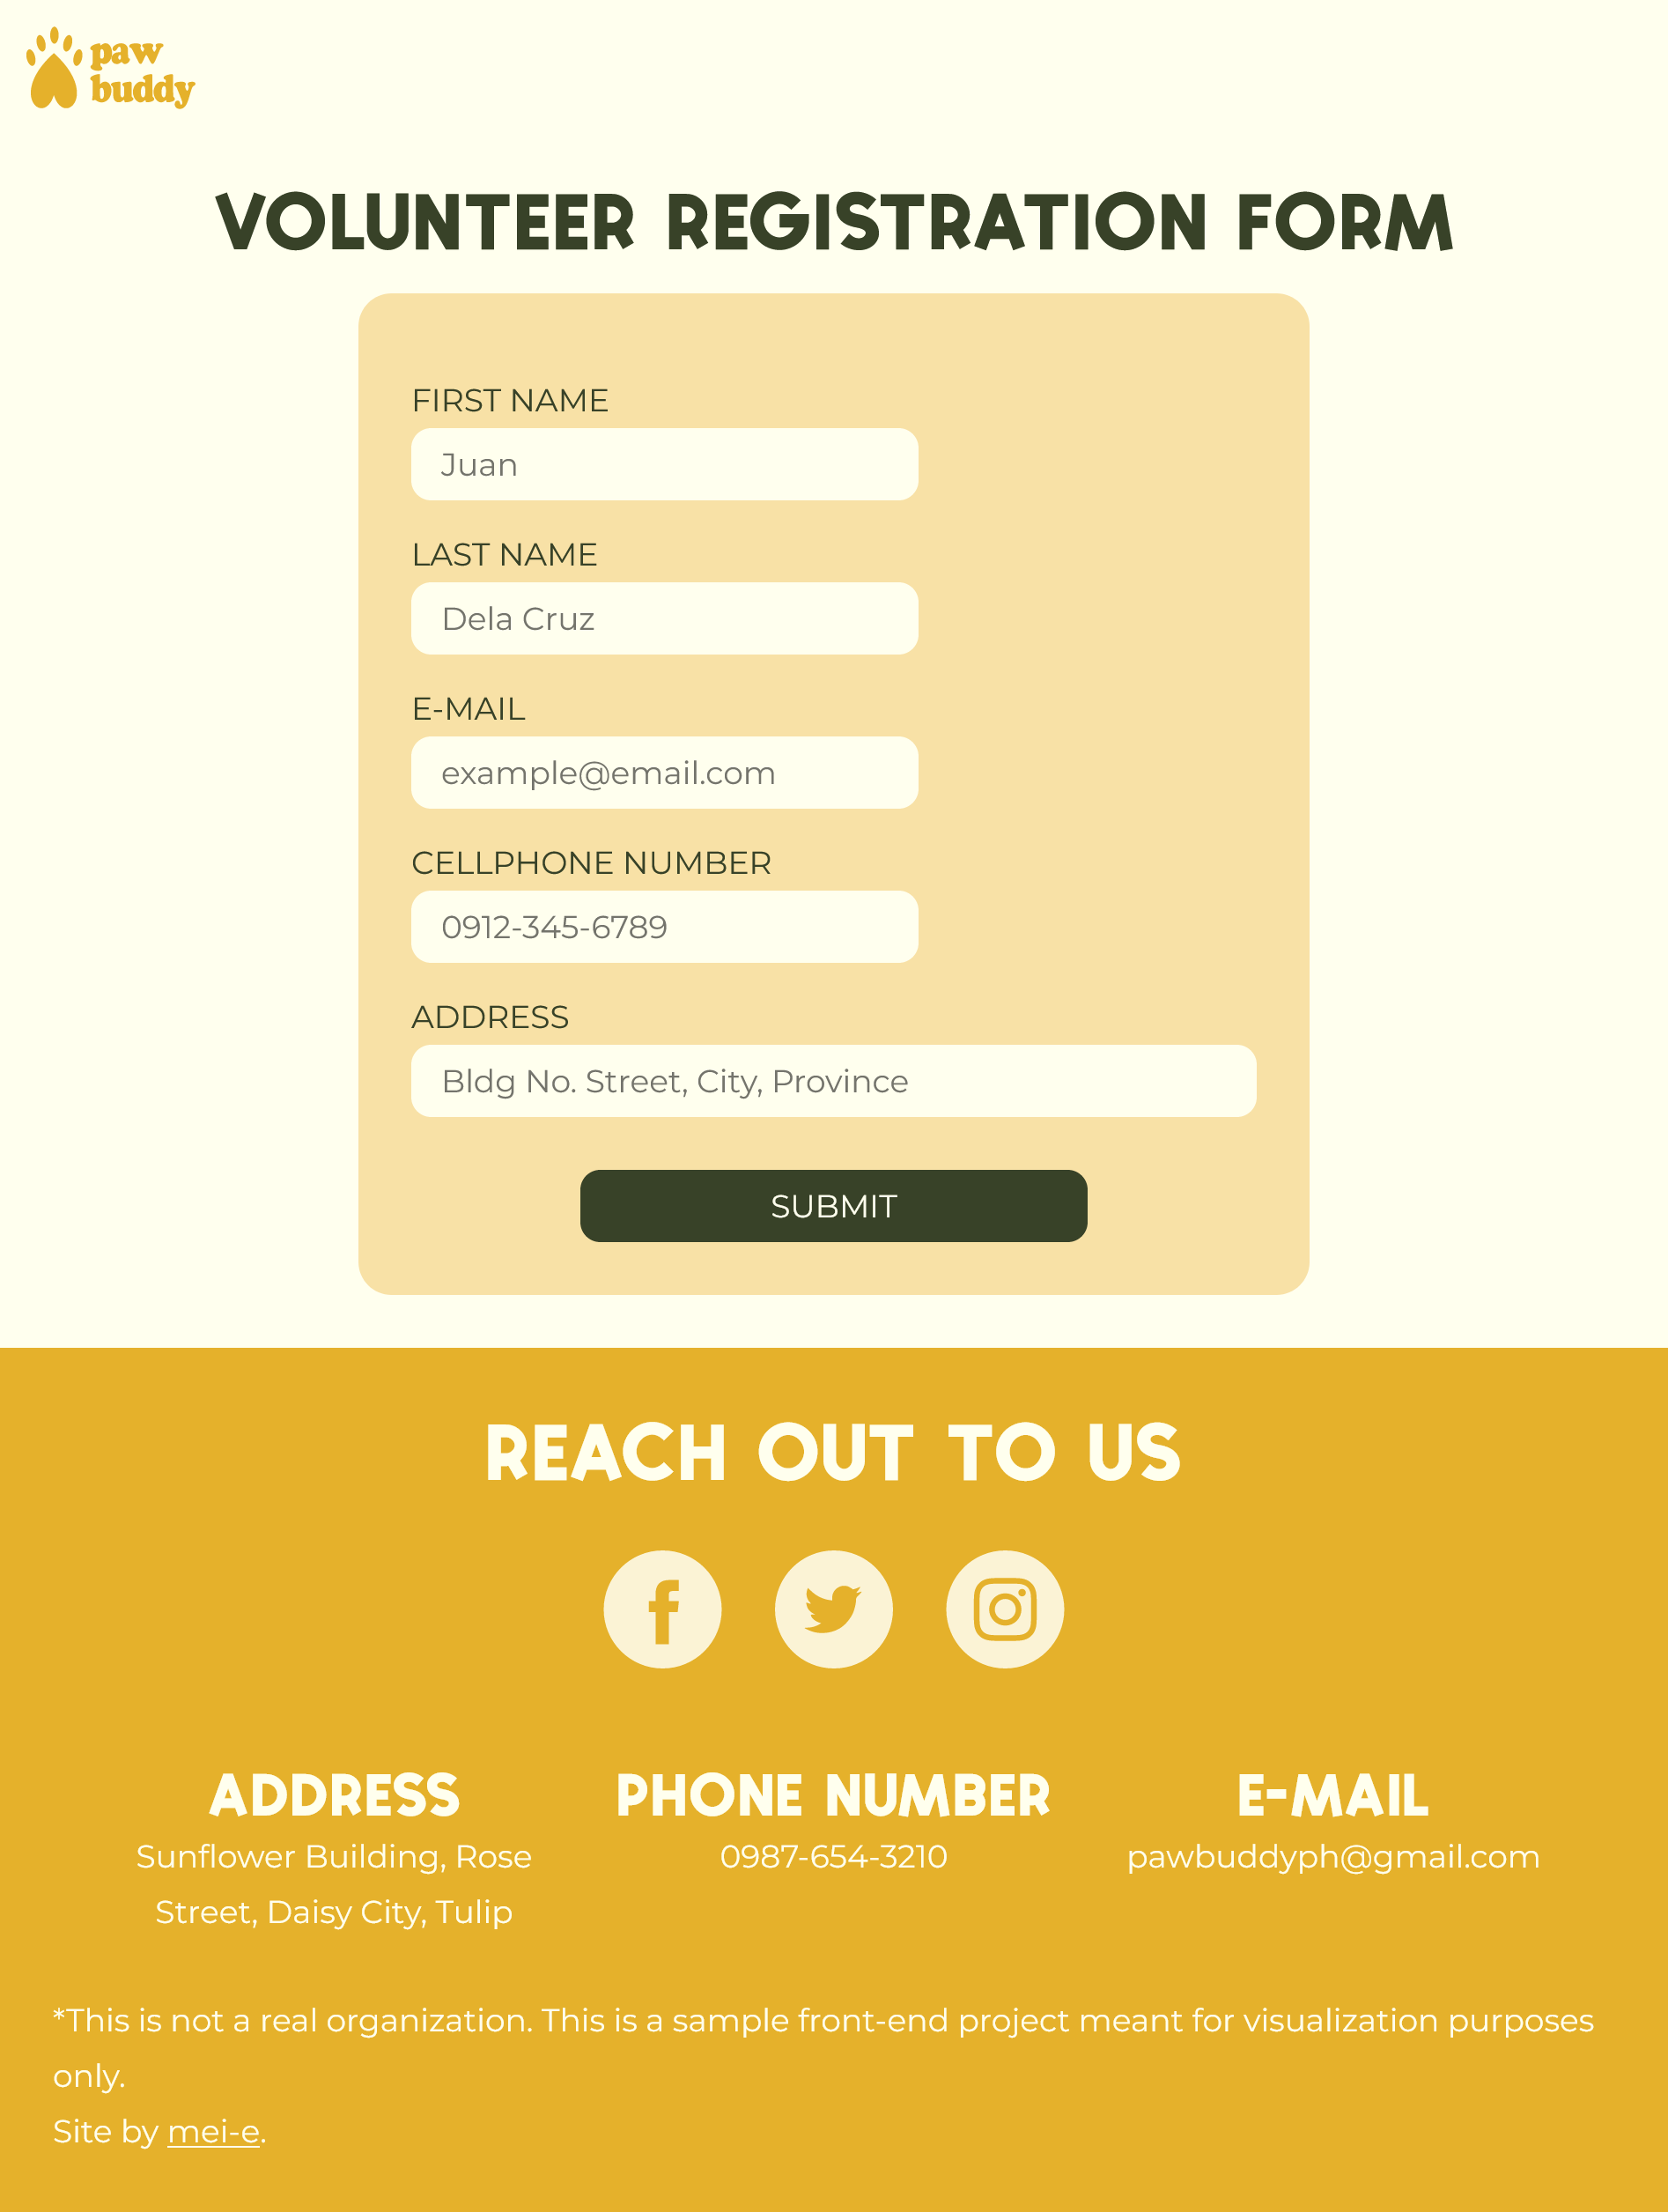 paw
buddy
VOLUNTEER REGISTRATION FORM
FIRST NAME
Juan
LAST NAME
Dela Cruz
E-MAIL
example@email.com
CELLPHONE NUMBER
0912-345-6789
ADDRESS
Bldg No. Street, City, Province
SUBMIT
REACH OUT TO US
ADDRESS
Sunflower Building, Rose
Street, Daisy City, Tulip
PHONE NUMBER
0987-654-3210
E-MAIL
pawbuddyph@gmail.com
*This is not a real organization. This is a sample front-end project meant for visualization purposes
only.
Site by mei-e.